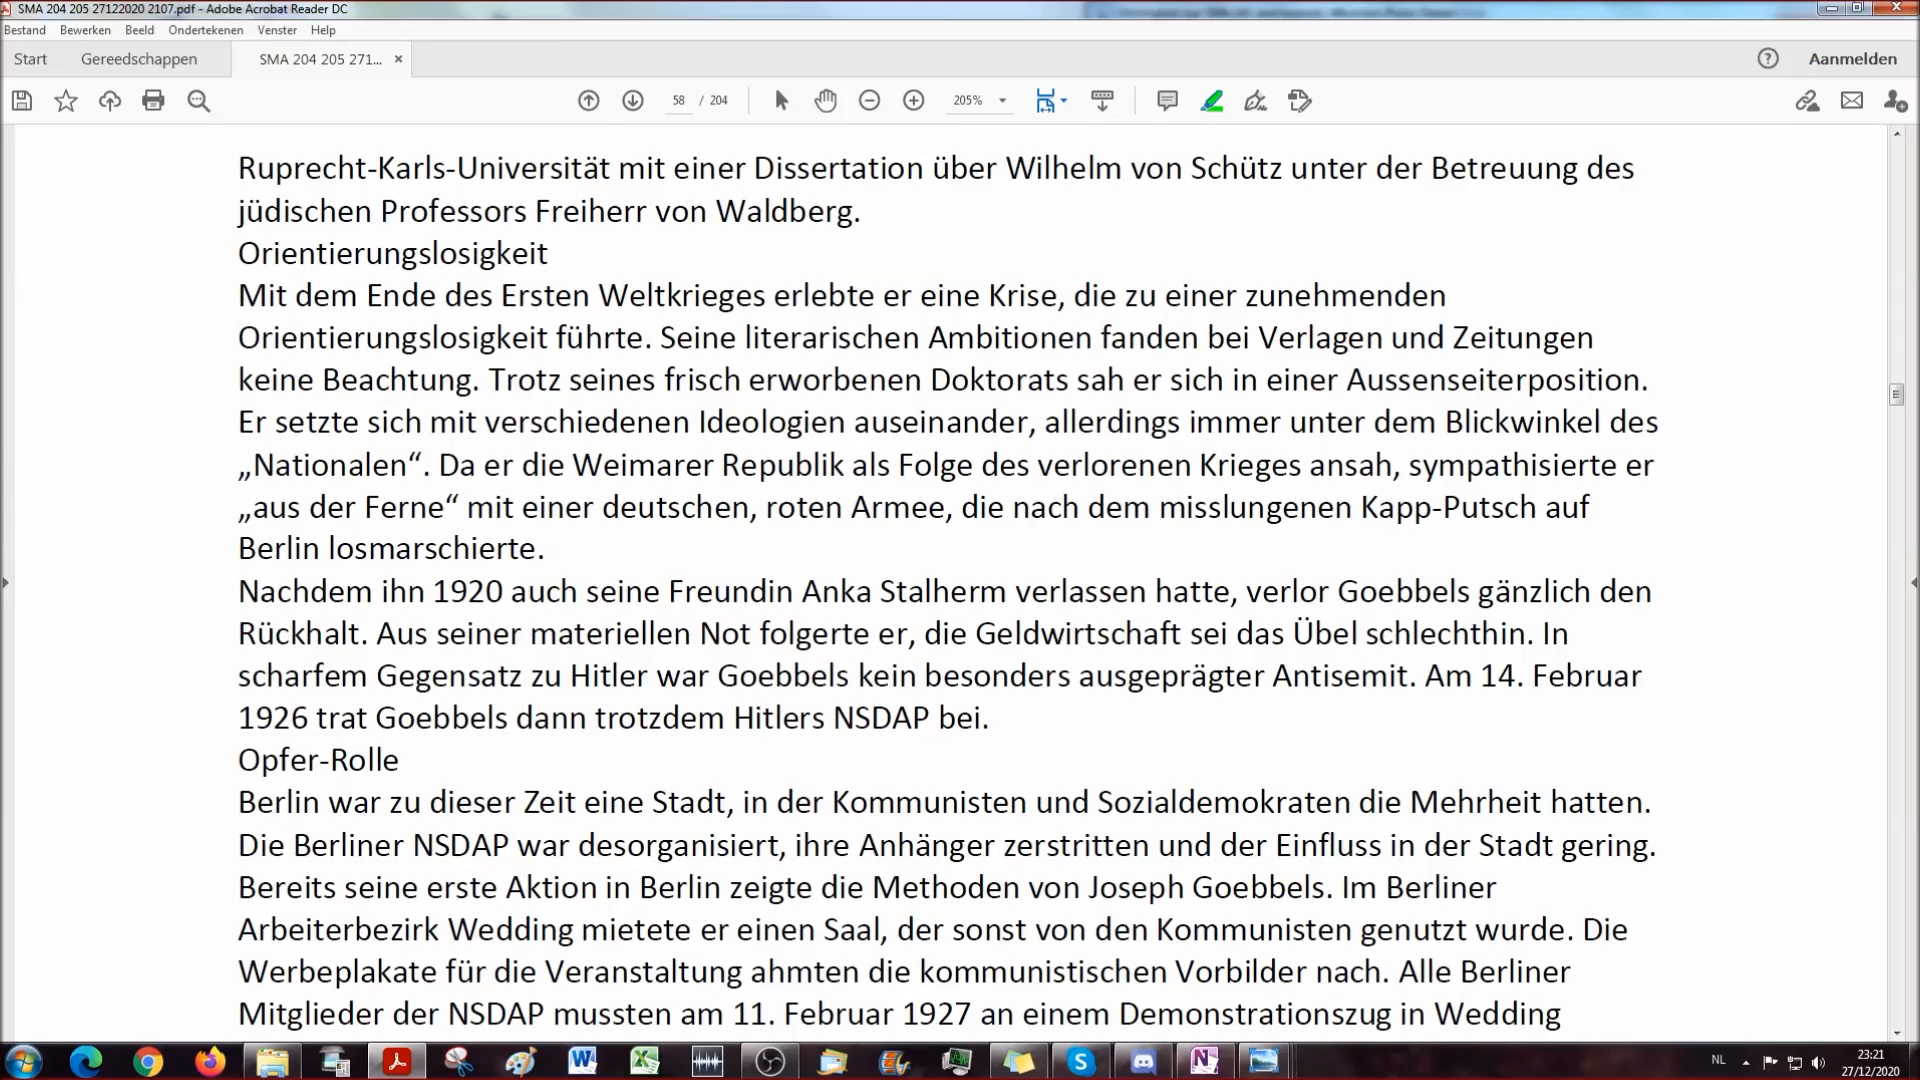 SMA 204 205 27122020 2107.pdf - Adobe Acrobat Reader DC
Bestand Bewerken Beeld Ondertekenen Venster Help
Start Gereedschappen SMA 204 205 271... × Aanmelden
58 / 204 205%
Ruprecht-Karls-Universität mit einer Dissertation über Wilhelm von Schütz unter der Betreuung des
jüdischen Professors Freiherr von Waldberg.
Orientierungslosigkeit
Mit dem Ende des Ersten Weltkrieges erlebte er eine Krise, die zu einer zunehmenden
Orientierungslosigkeit führte. Seine literarischen Ambitionen fanden bei Verlagen und Zeitungen
keine Beachtung. Trotz seines frisch erworbenen Doktorats sah er sich in einer Aussenseiterposition.
Er setzte sich mit verschiedenen Ideologien auseinander, allerdings immer unter dem Blickwinkel des
„Nationalen“. Da er die Weimarer Republik als Folge des verlorenen Krieges ansah, sympathisierte er
„aus der Ferne“ mit einer deutschen, roten Armee, die nach dem misslungenen Kapp-Putsch auf
Berlin losmarschierte.
Nachdem ihn 1920 auch seine Freundin Anka Stalherm verlassen hatte, verlor Goebbels gänzlich den
Rückhalt. Aus seiner materiellen Not folgerte er, die Geldwirtschaft sei das Übel schlechthin. In
scharfem Gegensatz zu Hitler war Goebbels kein besonders ausgeprägter Antisemit. Am 14. Februar
1926 trat Goebbels dann trotzdem Hitlers NSDAP bei.
Opfer-Rolle
Berlin war zu dieser Zeit eine Stadt, in der Kommunisten und Sozialdemokraten die Mehrheit hatten.
Die Berliner NSDAP war desorganisiert, ihre Anhänger zerstritten und der Einfluss in der Stadt gering.
Bereits seine erste Aktion in Berlin zeigte die Methoden von Joseph Goebbels. Im Berliner
Arbeiterbezirk Wedding mietete er einen Saal, der sonst von den Kommunisten genutzt wurde. Die
Werbeplakate für die Veranstaltung ahmten die kommunistischen Vorbilder nach. Alle Berliner
Mitglieder der NSDAP mussten am 11. Februar 1927 an einem Demonstrationszug in Wedding
NL 23:21
27/12/2020